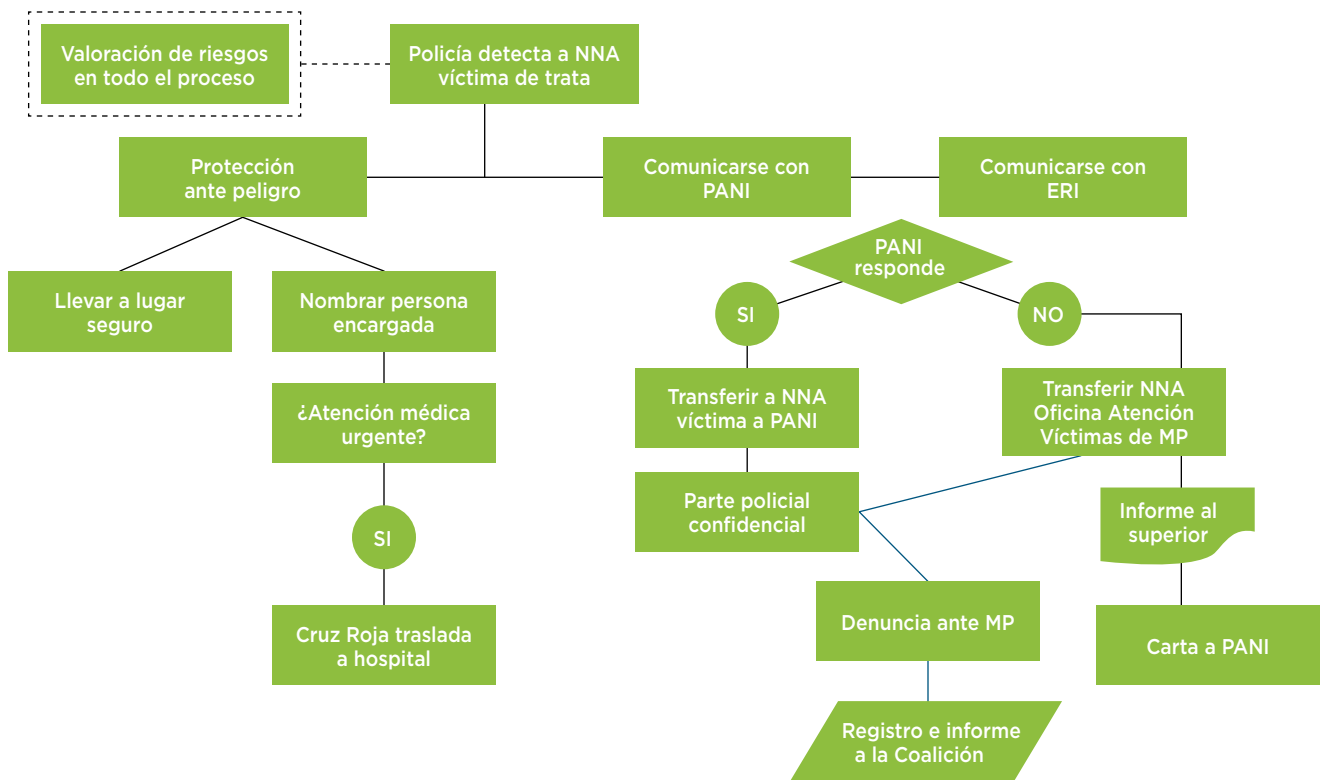 Valoración de riesgos
en todo el proceso
Policía detecta a NNA
víctima de trata
Protección
ante peligro
Comunicarse con
PANI
Comunicarse con
ERI
PANI
responde
Llevar a lugar
seguro
Nombrar persona
encargada
SI
NO
¿Atención médica
urgente?
Transferir a NNA
víctima a PANI
Transferir NNA
Oficina Atención
Víctimas de MP
Parte policial
confidencial
Informe al
superior
SI
Cruz Roja traslada
a hospital
Denuncia ante MP
Carta a PANI
Registro e informe
a la Coalición